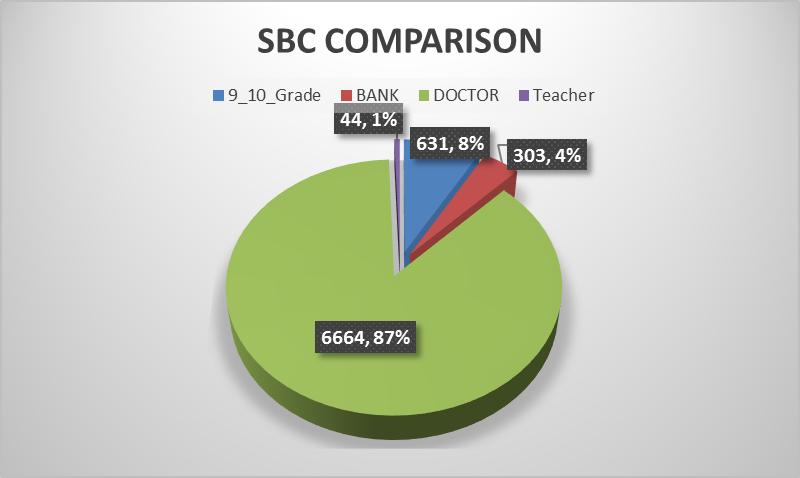 SBC COMPARISON
9_10_Grade BANK DOCTOR Teacher
44, 1%
631, 8%
303, 4%
6664, 87%